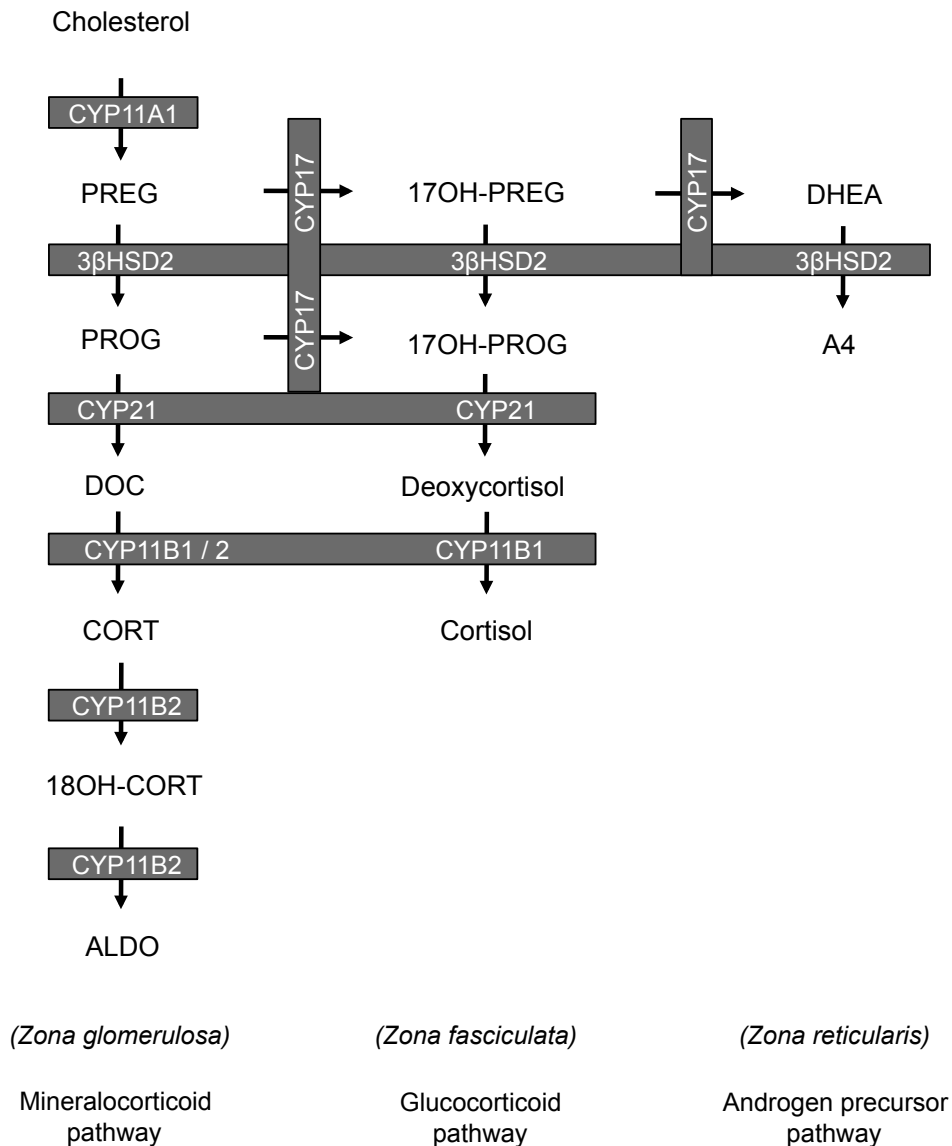 Cholesterol
CYP11A1
PREG
CYP17
17OH-PREG
CYP17
DHEA
3βHSD2
3βHSD2
3βHSD2
PROG
CYP17
17OH-PROG
A4
CYP21
CYP21
DOC
Deoxycortisol
CYP11B1 / 2
CYP11B1
CORT
Cortisol
CYP11B2
18OH-CORT
CYP11B2
ALDO
(Zona glomerulosa)
(Zona fasciculata)
(Zona reticularis)
Mineralocorticoid
pathway
Glucocorticoid
pathway
Androgen precursor
pathway